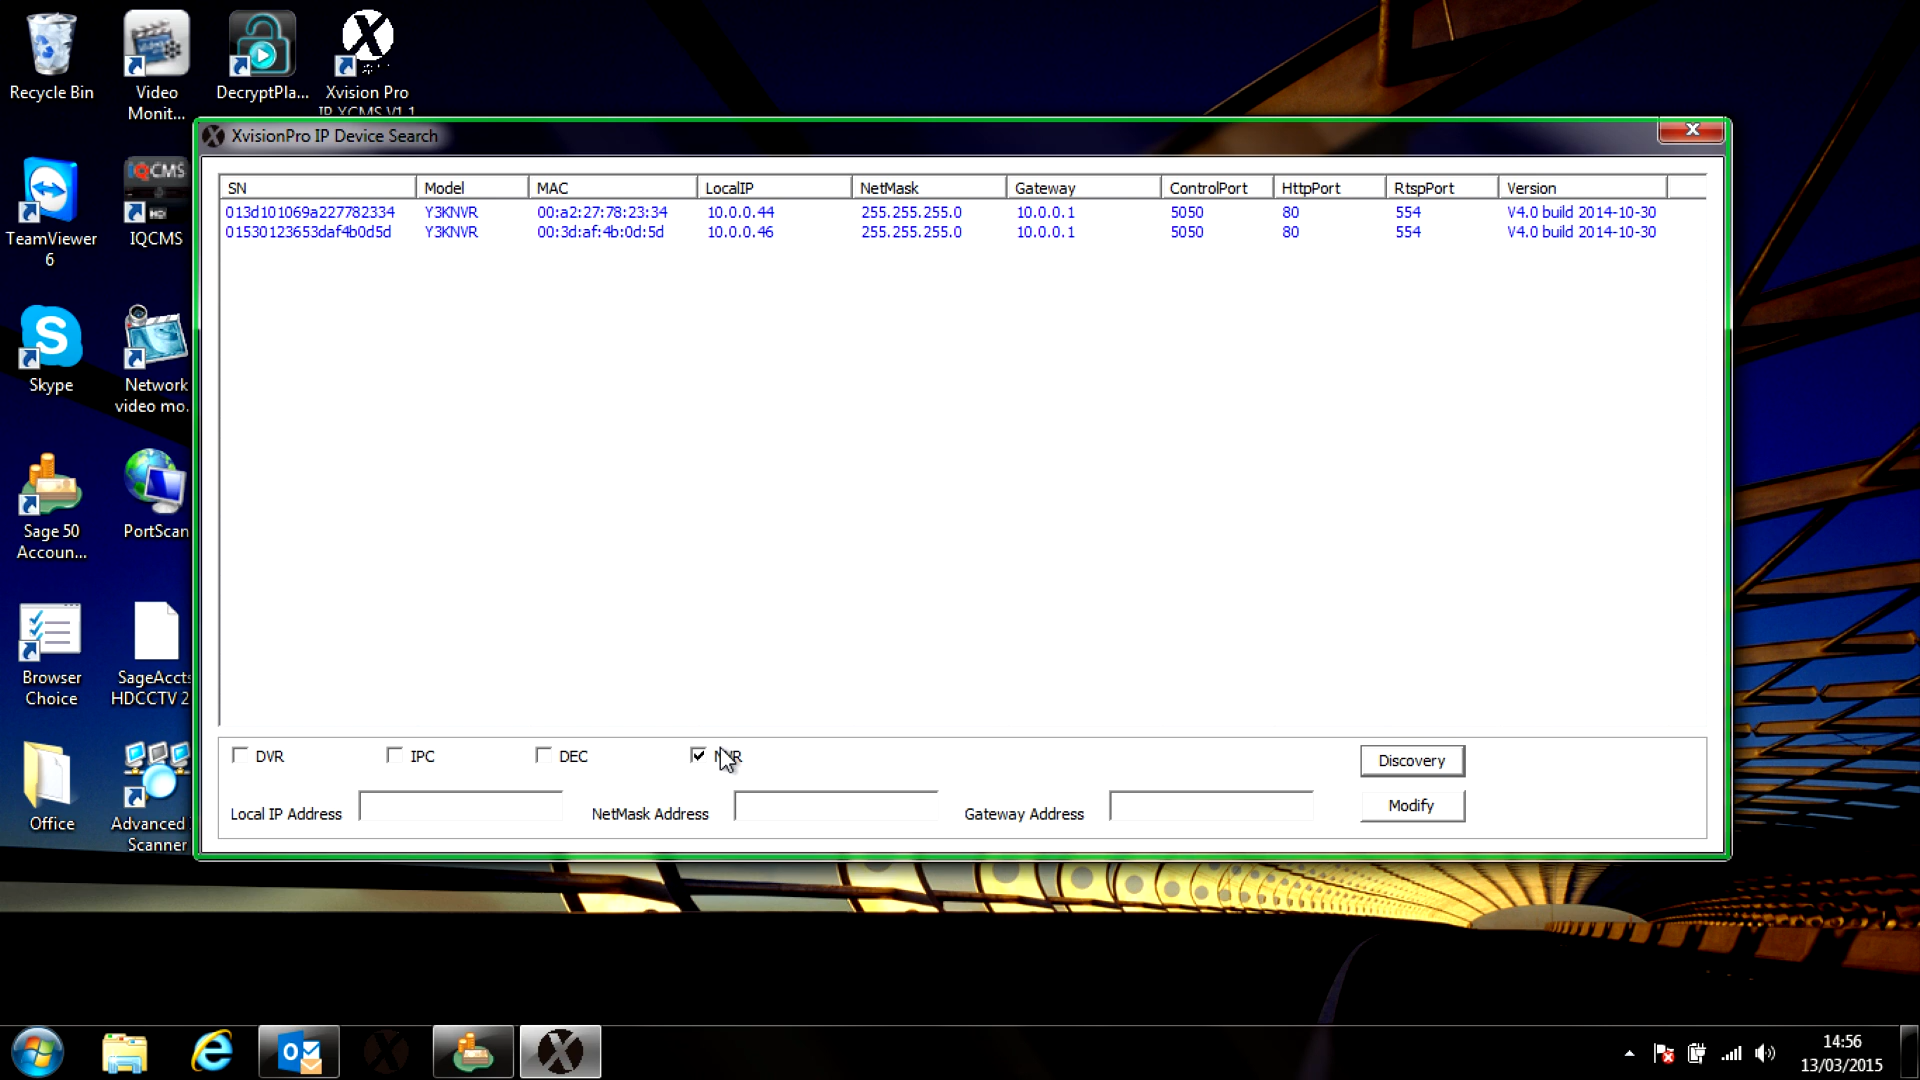 Recycle Bin
Video
Monit...
DecryptPla...
Xvision Pro
IP XCMS V1.1
XvisionPro IP Device Search
SN Model MAC LocalIP NetMask Gateway ControlPort HttpPort RtspPort Version
013d101069a227782334 Y3KNVR 00:a2:27:78:23:34 10.0.0.44 255.255.255.0 10.0.0.1 5050 80 554 V4.0 build 2014-10-30
01530123653daf4b0d5d Y3KNVR 00:3d:af:4b:0d:5d 10.0.0.46 255.255.255.0 10.0.0.1 5050 80 554 V4.0 build 2014-10-30
TeamViewer
6
IQCMS
HD
IQCMS
Skype
Network
video mo.
Sage 50
Accoun...
PortScan
Browser
Choice
SageAccts
HDCCTV 2
Office
Advanced
Scanner
DVR IPC DEC
Discovery
Local IP Address NetMask Address Gateway Address
Modify
14:56
13/03/2015